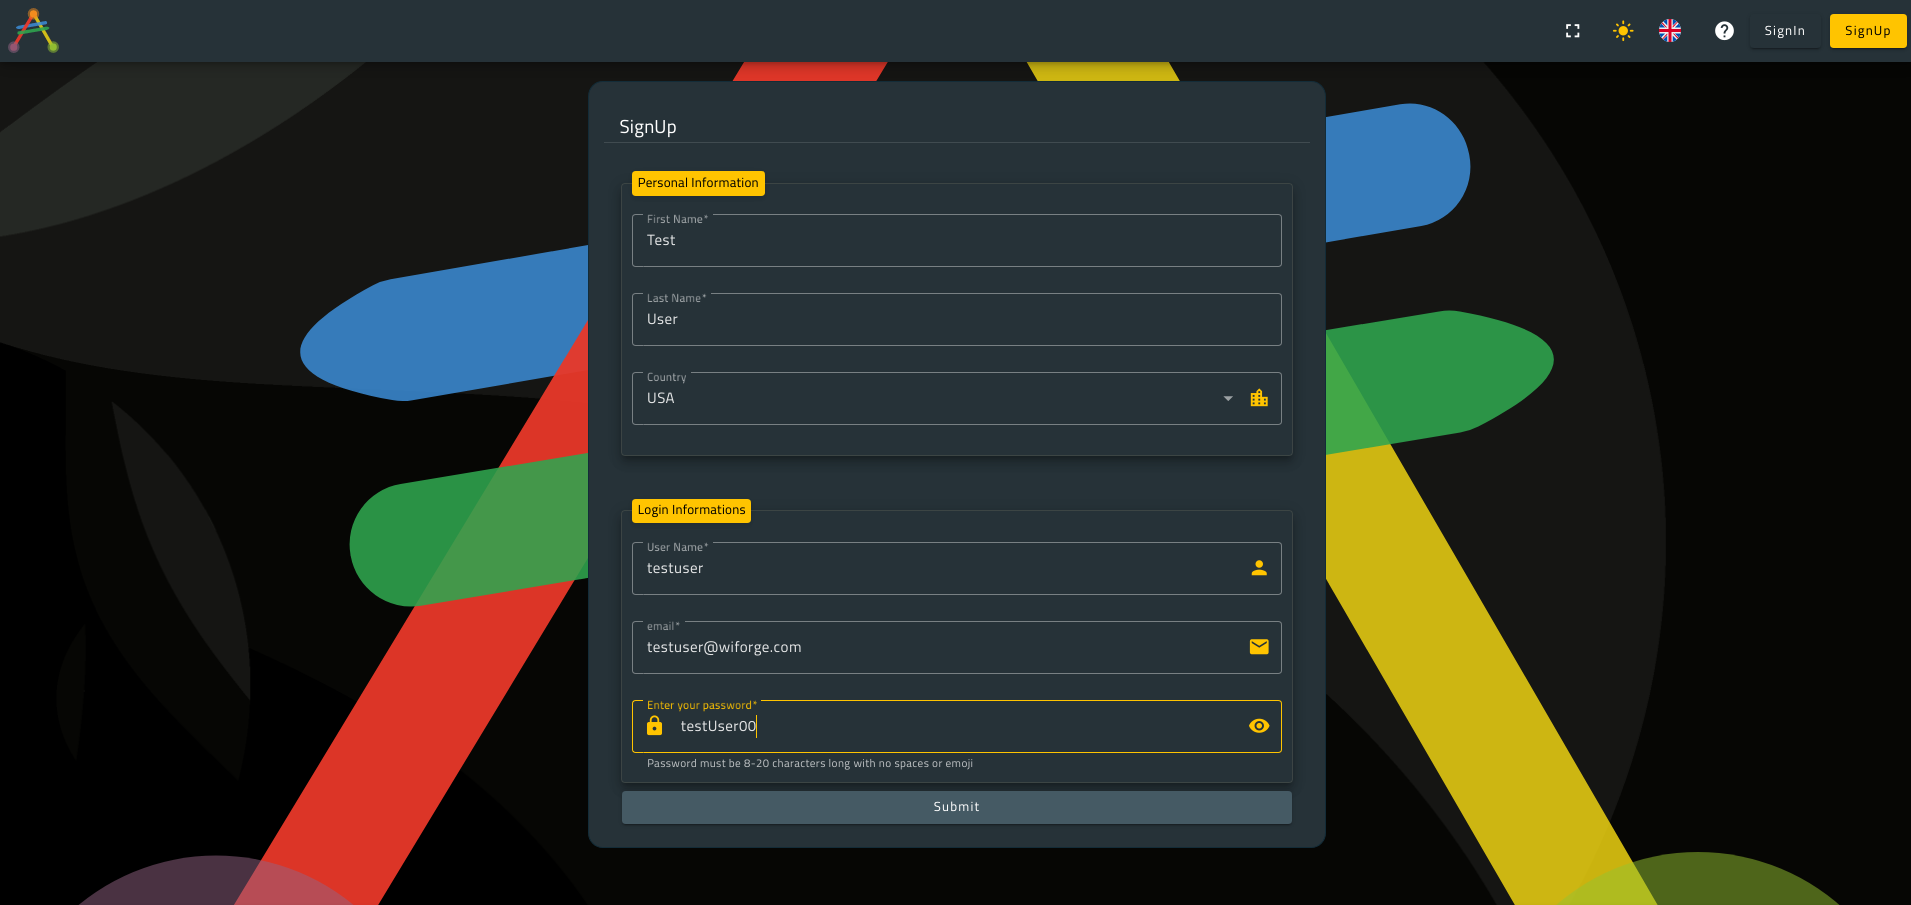 SignIn
SignUp
SignUp
Personal Information
First Name*
Test
Last Name*
User
Country
USA
Login Informations
User Name*
testuser
email*
testuser@wiforge.com
Enter your password*
testUser00
Password must be 8-20 characters long with no spaces or emoji
Submit